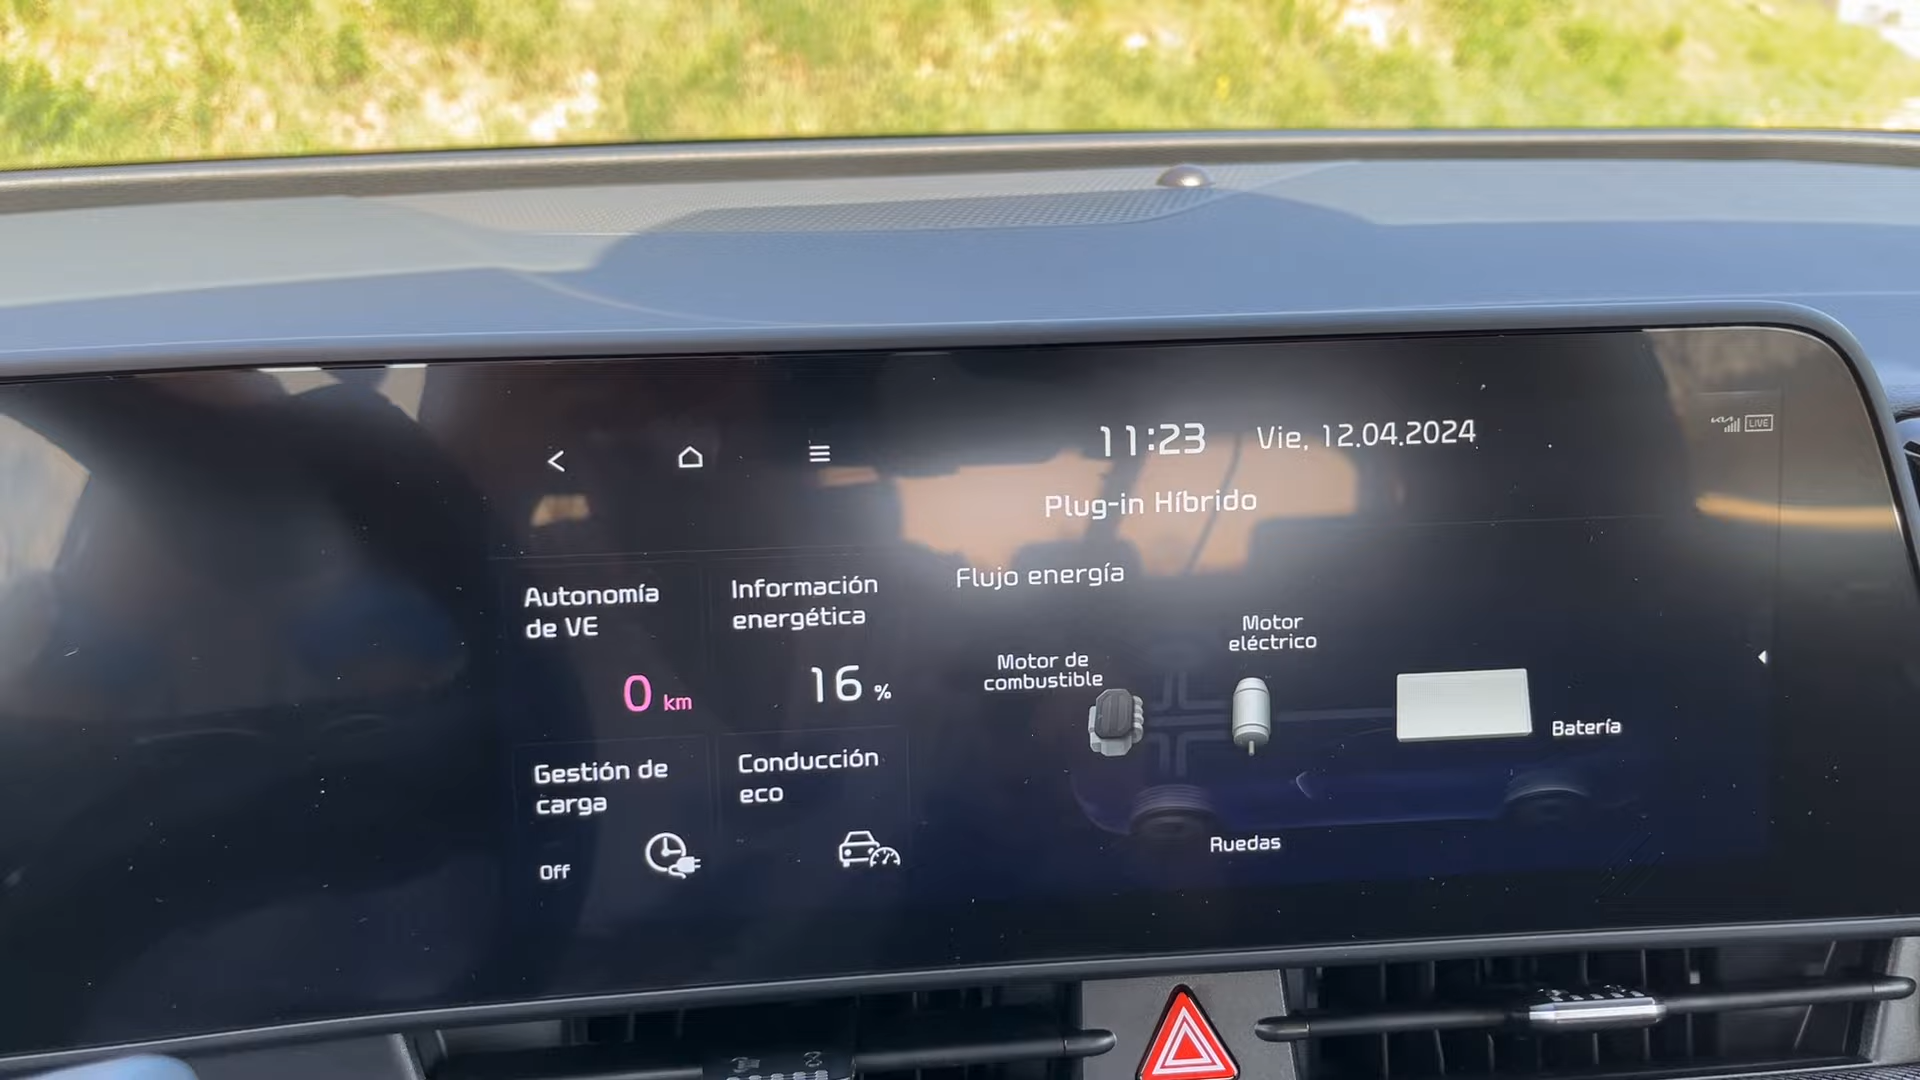 11:23 Vie, 12.04.2024
KIA LIVE
Plug-in Híbrido
Autonomía
de VE
0 km
Información
energética
16 %
Gestión de
carga
Off
Conducción
eco
Flujo energía
Motor de
combustible
Motor
eléctrico
Batería
Ruedas